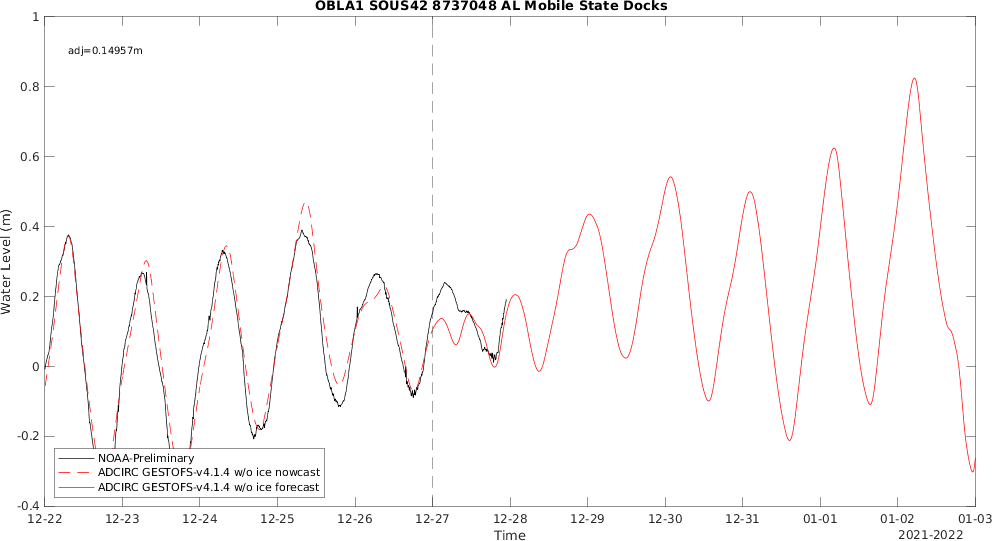 OBLA1 SOUS42 8737048 AL Mobile State Docks
adj=0.14957m
1
0.8
0.6
0.4
0.2
0
-0.2
-0.4
Water Level (m)
NOAA-Preliminary
ADCIRC GESTOFS-v4.1.4 w/o ice nowcast
ADCIRC GESTOFS-v4.1.4 w/o ice forecast
12-22 12-23 12-24 12-25 12-26 12-27 12-28 12-29 12-30 12-31 01-01 01-02 01-03
Time
2021-2022